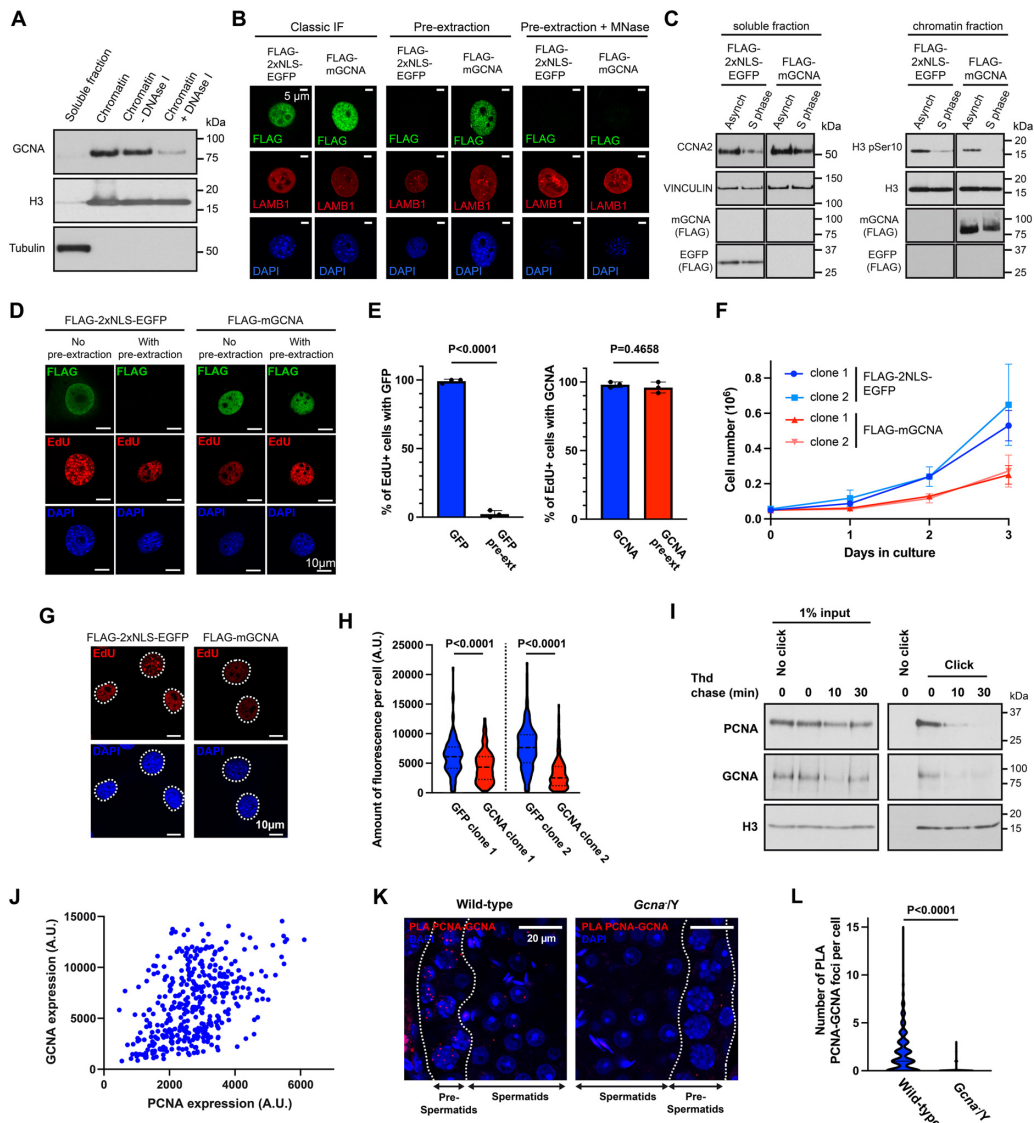 A
Soluble fraction
Chromatin
Chromatin
- DNAse I
Chromatin
+ DNAse I
kDa
GCNA
100
75
H3
20
15
Tubulin
50
B
Classic IF
Pre-extraction
Pre-extraction + MNase
FLAG-
2xNLS-
EGFP
FLAG-
mGCNA
FLAG-
2xNLS-
EGFP
FLAG-
mGCNA
FLAG-
2xNLS-
EGFP
FLAG-
mGCNA
5 µm
FLAG
FLAG
FLAG
LAMB1
LAMB1
LAMB1
DAPI
DAPI
DAPI
C
soluble fraction
chromatin fraction
FLAG-
2xNLS-
EGFP
FLAG-
mGCNA
FLAG-
2xNLS-
EGFP
FLAG-
mGCNA
Asynch
S phase
Asynch
S phase
kDa
Asynch
S phase
Asynch
S phase
kDa
CCNA2
50
VINCULIN
150
100
mGCNA
(FLAG)
100
75
EGFP
(FLAG)
37
25
H3 pSer10
20
15
H3
20
15
mGCNA
(FLAG)
100
75
EGFP
(FLAG)
37
25
D
FLAG-2xNLS-EGFP
FLAG-mGCNA
No
pre-extraction
With
pre-extraction
No
pre-extraction
With
pre-extraction
FLAG
FLAG
FLAG
FLAG
EdU
EdU
EdU
EdU
DAPI
DAPI
DAPI
DAPI
10µm
E
P<0.0001
% of EdU+ cells with GFP
100
50
0
GFP
GFP
pre-ext
P=0.4658
% of EdU+ cells with GCNA
100
50
0
GCNA
GCNA
pre-ext
F
clone 1
clone 2
FLAG-2NLS-
EGFP
clone 1
clone 2
FLAG-mGCNA
Cell number (10⁶)
0.8
0.6
0.4
0.2
0.0
0
1
2
3
Days in culture
G
FLAG-2xNLS-EGFP
FLAG-mGCNA
EdU
EdU
DAPI
DAPI
10µm
H
P<0.0001
P<0.0001
Amount of fluorescence per cell (A.U.)
25000
20000
15000
10000
5000
0
GFP clone 1
GCNA clone 1
GFP clone 2
GCNA clone 2
I
1% input
No click
No click
Click
Thd
chase (min)
0
0
10
30
0
0
10
30
kDa
PCNA
37
25
GCNA
100
75
H3
20
15
J
GCNA expression (A.U.)
15000
10000
5000
0
0
2000
4000
6000
PCNA expression (A.U.)
K
Wild-type
Gcna-/Y
PLA PCNA-GCNA
DAPI
20 µm
PLA PCNA-GCNA
DAPI
Pre-
Spermatids
Spermatids
Spermatids
Pre-
Spermatids
L
P<0.0001
Number of PLA
PCNA-GCNA foci per cell
15
10
5
0
Wild-type
Gcna-/Y